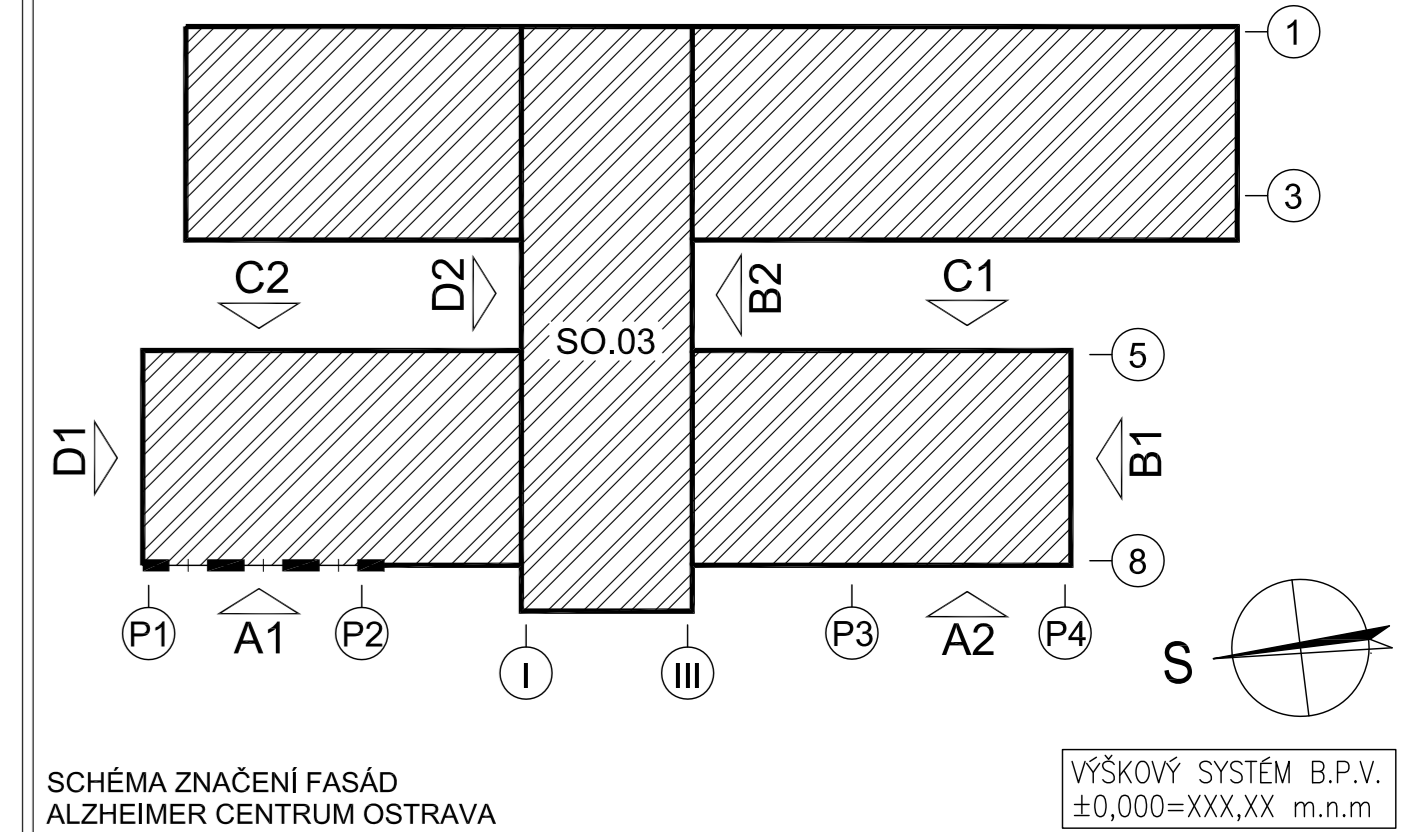 1
3
C2
D2
B2
C1
SO.03
5
D1
B1
8
P1
A1
P2
P3
A2
P4
I
III
S
SCHÉMA ZNAČENÍ FASÁD
ALZHEIMER CENTRUM OSTRAVA
VÝŠKOVÝ SYSTÉM B.P.V.
±0,000=XXX,XX m.n.m